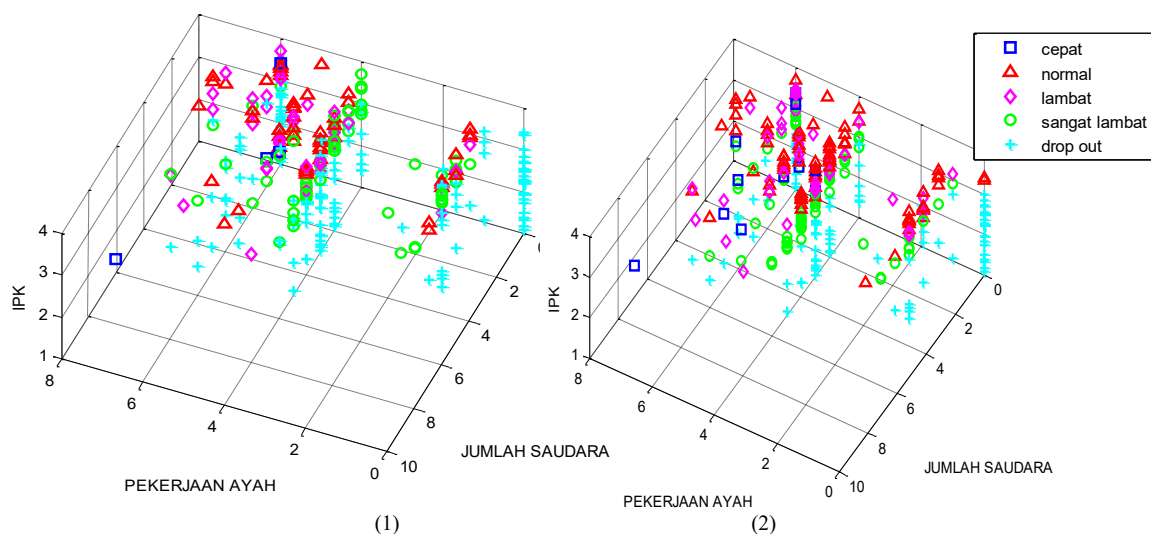 cepat
normal
lambat
sangat lambat
drop out
4
3
2
1
IPK
8
6
4
2
0
PEKERJAAN AYAH
2
4
6
8
10
JUMLAH SAUDARA
(1)
4
3
2
1
IPK
8
6
4
2
0
PEKERJAAN AYAH
0
2
4
6
8
10
JUMLAH SAUDARA
(2)